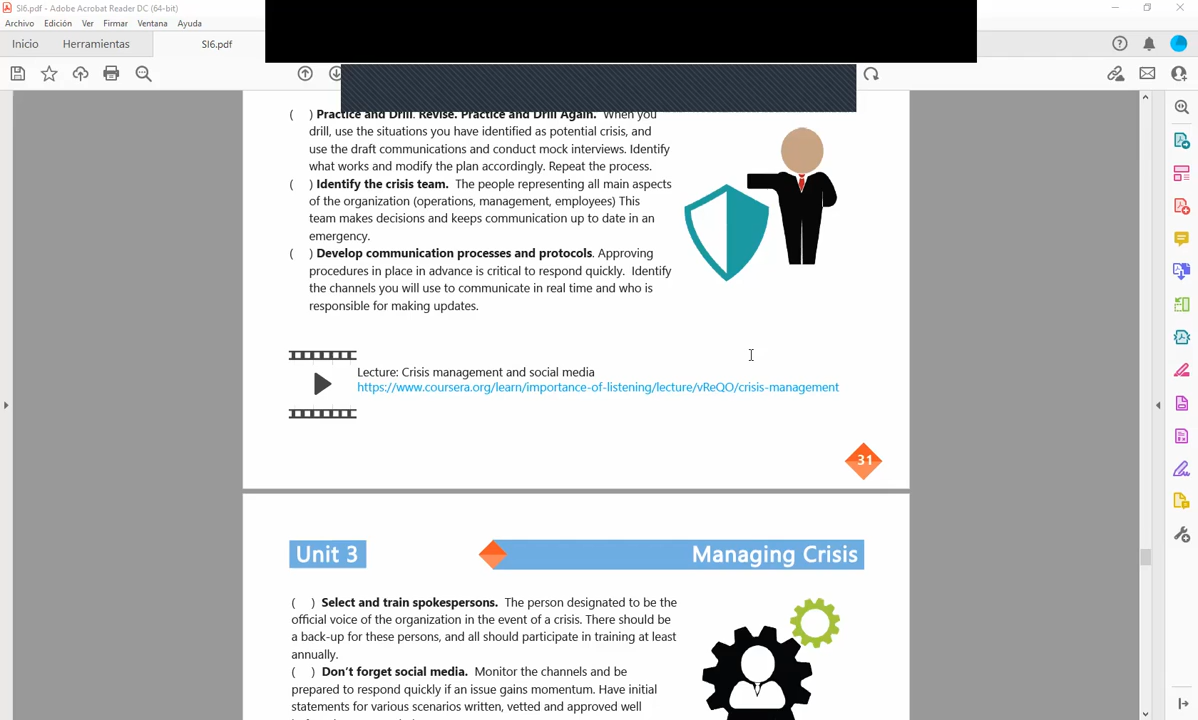 SI6.pdf - Adobe Acrobat Reader DC (64-bit)
Archivo Edición Ver Firmar Ventana Ayuda
Inicio Herramientas SI6.pdf
( ) Practice and Drill. Revise. Practice and Drill Again. When you
drill, use the situations you have identified as potential crisis, and
use the draft communications and conduct mock interviews. Identify
what works and modify the plan accordingly. Repeat the process.
( ) Identify the crisis team. The people representing all main aspects
of the organization (operations, management, employees) This
team makes decisions and keeps communication up to date in an
emergency.
( ) Develop communication processes and protocols. Approving
procedures in place in advance is critical to respond quickly. Identify
the channels you will use to communicate in real time and who is
responsible for making updates.
Lecture: Crisis management and social media
https://www.coursera.org/learn/importance-of-listening/lecture/vReQO/crisis-management
31
Unit 3 Managing Crisis
( ) Select and train spokespersons. The person designated to be the
official voice of the organization in the event of a crisis. There should be
a back-up for these persons, and all should participate in training at least
annually.
( ) Don't forget social media. Monitor the channels and be
prepared to respond quickly if an issue gains momentum. Have initial
statements for various scenarios written, vetted and approved well